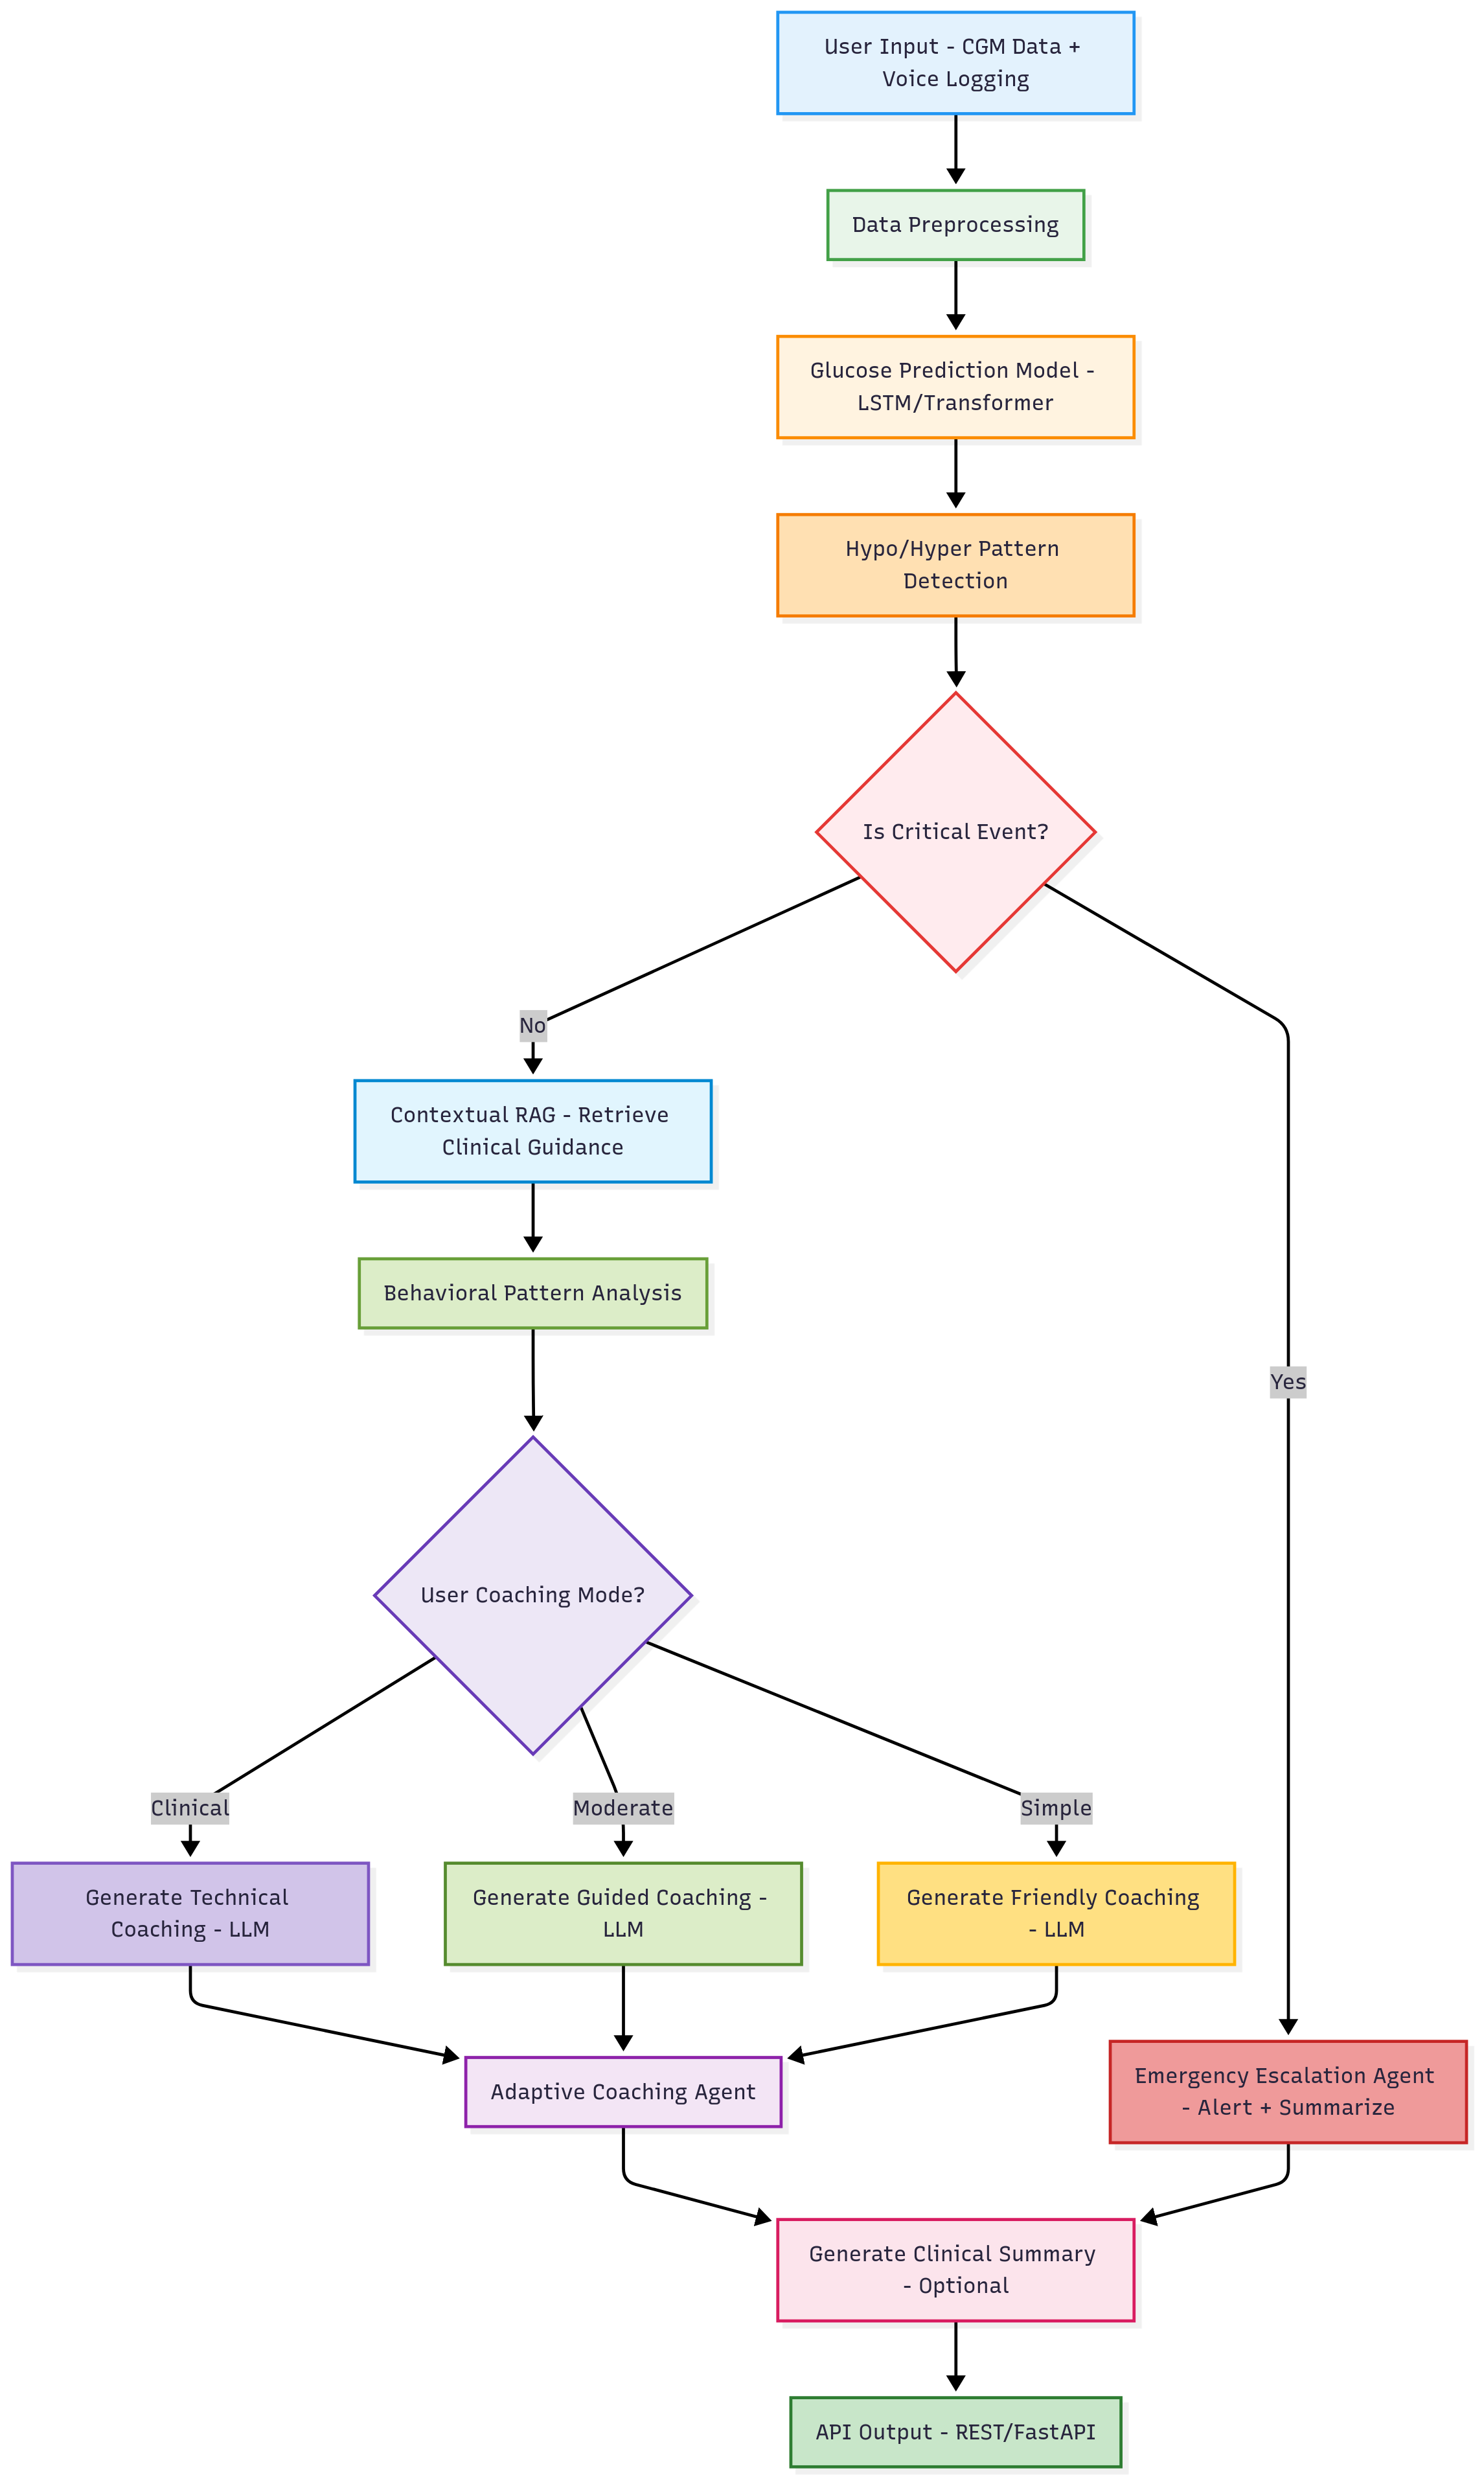 User Input - CGM Data +
Voice Logging
Data Preprocessing
Glucose Prediction Model -
LSTM/Transformer
Hypo/Hyper Pattern
Detection
Is Critical Event?
No
Contextual RAG - Retrieve
Clinical Guidance
Behavioral Pattern Analysis
Yes
User Coaching Mode?
Clinical
Moderate
Simple
Generate Technical
Coaching - LLM
Generate Guided Coaching -
LLM
Generate Friendly Coaching
- LLM
Adaptive Coaching Agent
Emergency Escalation Agent
- Alert + Summarize
Generate Clinical Summary
- Optional
API Output - REST/FastAPI